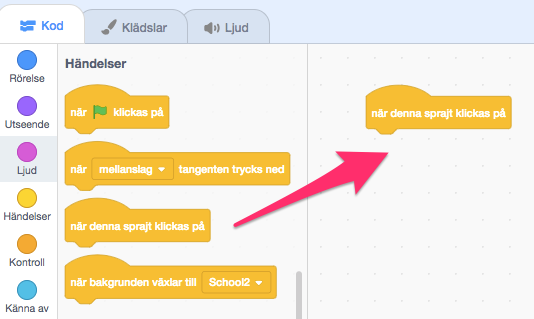 Kod
Klädslar
Ljud
Rörelse
Utseende
Ljud
Händelser
Kontroll
Känna av
Händelser
när klickas på
när mellanslag tangenten trycks ned
när denna sprajt klickas på
när bakgrunden växlar till School2
när denna sprajt klickas på